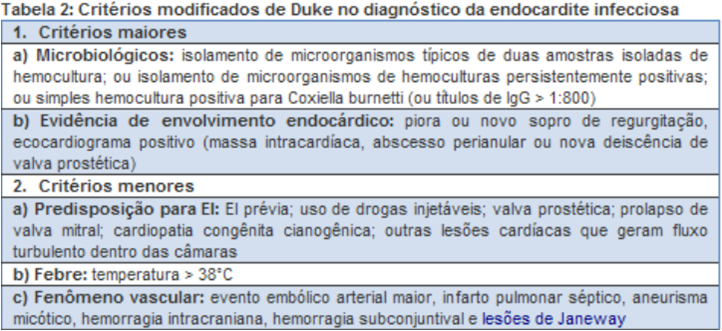 Tabela 2: Critérios modificados de Duke no diagnóstico da endocardite infecciosa
1. Critérios maiores
a) Microbiológicos: isolamento de microorganismos típicos de duas amostras isoladas de
hemocultura; ou isolamento de microorganismos de hemoculturas persistentemente positivas;
ou simples hemocultura positiva para Coxiella burnetti (ou títulos de IgG > 1:800)
b) Evidência de envolvimento endocárdico: piora ou novo sopro de regurgitação,
ecocardiograma positivo (massa intracardíaca, abscesso perianular ou nova deiscência de
valva prostética)
2. Critérios menores
a) Predisposição para EI: EI prévia; uso de drogas injetáveis; valva prostética; prolapso de
valva mitral; cardiopatia congênita cianogênica; outras lesões cardíacas que geram fluxo
turbulento dentro das câmaras
b) Febre: temperatura > 38°C
c) Fenômeno vascular: evento embólico arterial maior, infarto pulmonar séptico, aneurisma
micótico, hemorragia intracraniana, hemorragia subconjuntival e lesões de Janeway